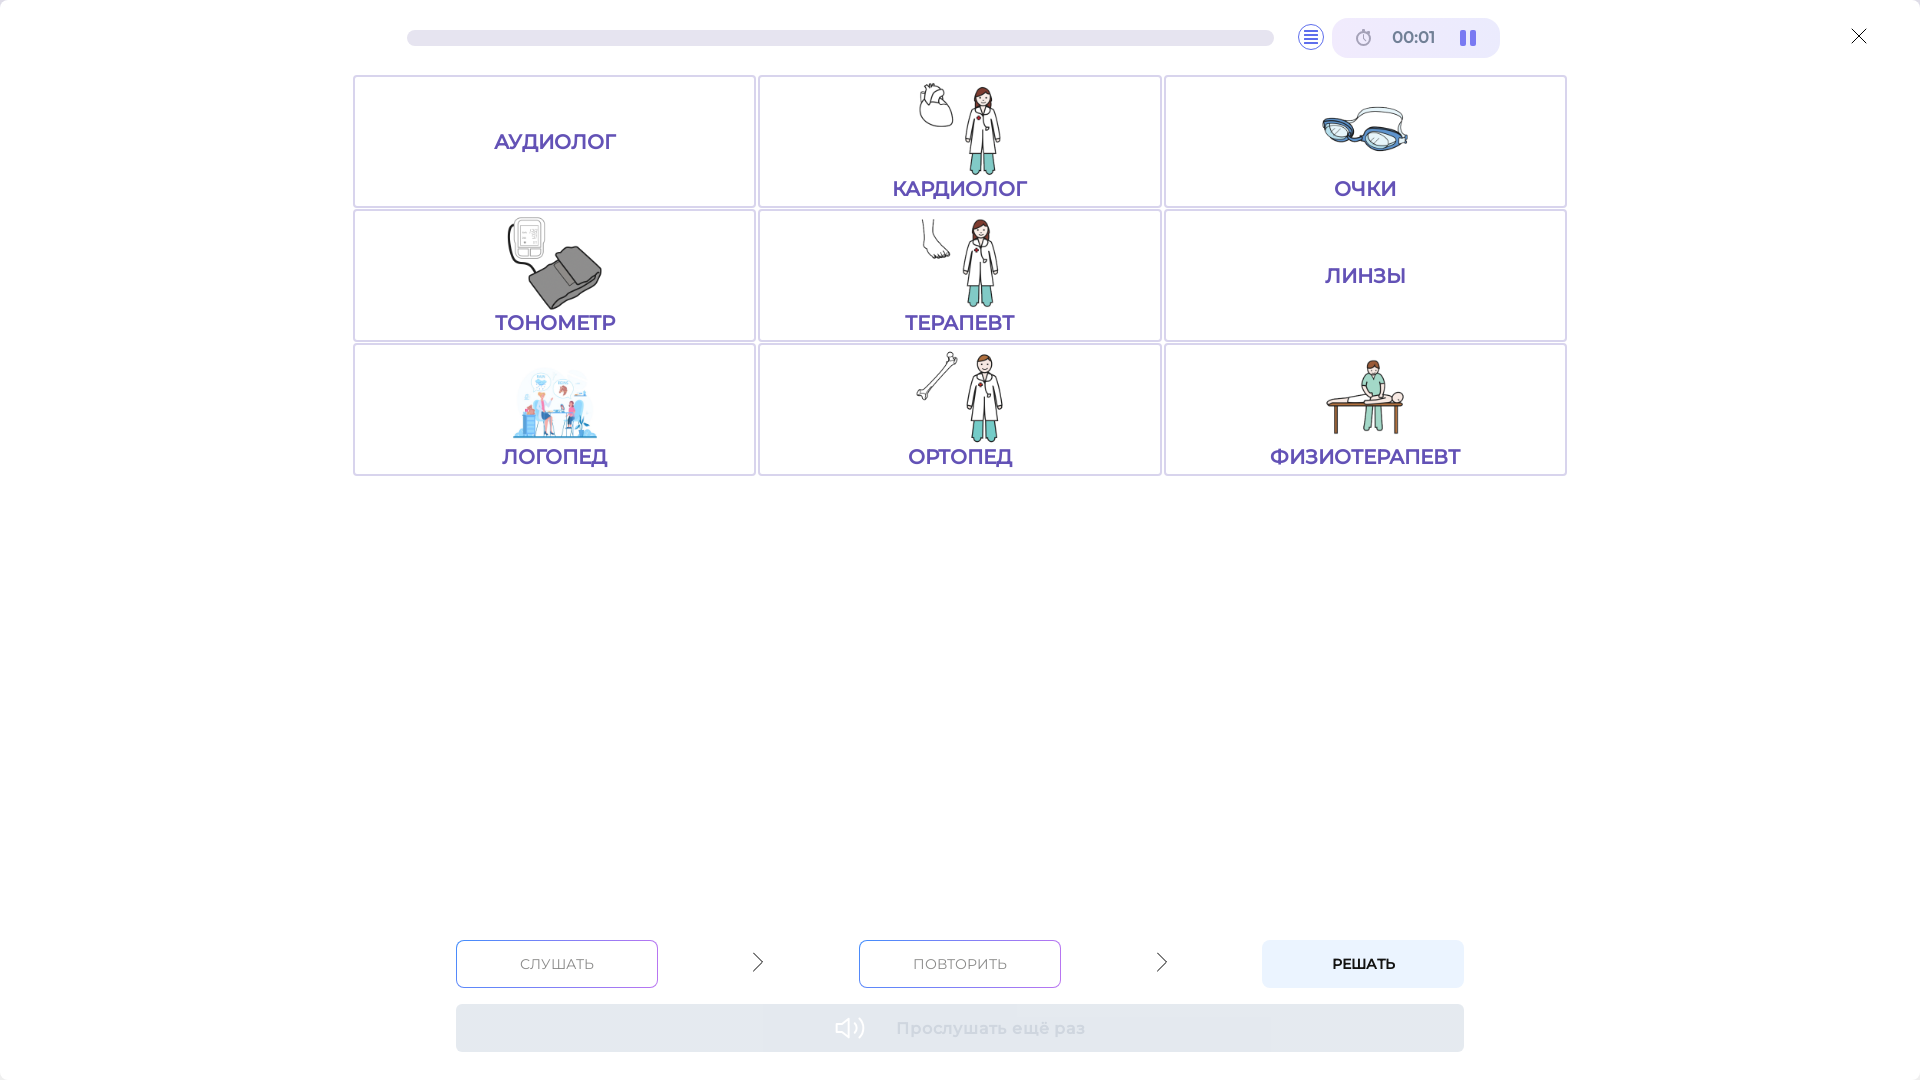 00:01
АУДИОЛОГ
КАРДИОЛОГ
ОЧКИ
ТОНОМЕТР
ТЕРАПЕВТ
ЛИНЗЫ
ЛОГОПЕД
ОРТОПЕД
ФИЗИОТЕРАПЕВТ
СЛУШАТЬ
ПОВТОРИТЬ
РЕШАТЬ
Прослушать ещё раз